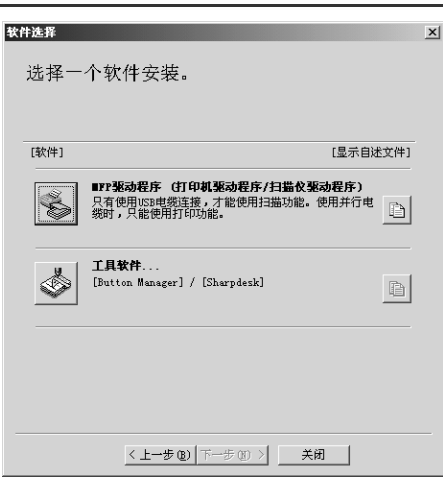 软件选择
选择一个软件安装。
[软件] [显示自述文件]
MFP驱动程序 (打印机驱动程序/扫描仪驱动程序)
只有使用USB电缆连接，才能使用扫描功能。使用并行电
缆时，只能使用打印功能。
工具软件...
[Button Manager] / [Sharpdesk]
< 上一步(B) 下一步(N) > 关闭